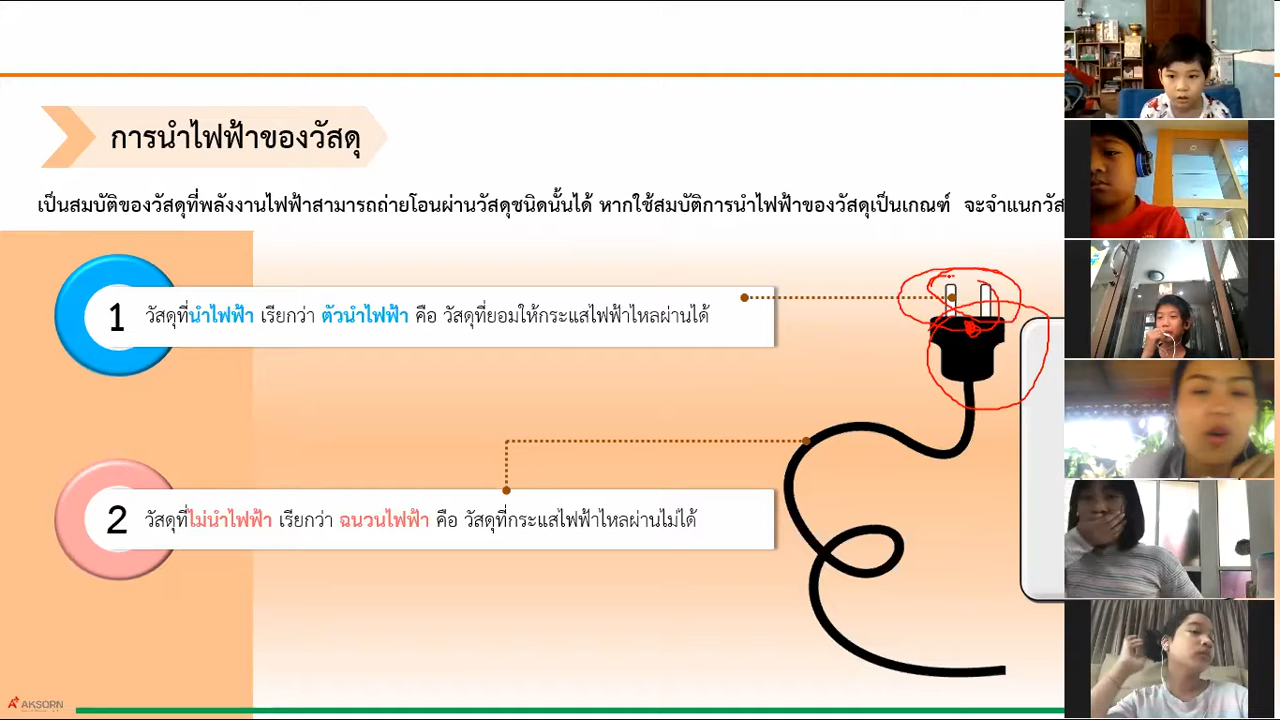 การนำไฟฟ้าของวัสดุ
เป็นสมบัติของวัสดุที่พลังงานไฟฟ้าสามารถถ่ายโอนผ่านวัสดุชนิดนั้นได้ หากใช้สมบัติการนำไฟฟ้าของวัสดุเป็นเกณฑ์ จะจำแนกวัส
1 วัสดุที่นำไฟฟ้า เรียกว่า ตัวนำไฟฟ้า คือ วัสดุที่ยอมให้กระแสไฟฟ้าไหลผ่านได้
2 วัสดุที่ไม่นำไฟฟ้า เรียกว่า ฉนวนไฟฟ้า คือ วัสดุที่กระแสไฟฟ้าไหลผ่านไม่ได้
AKSORN